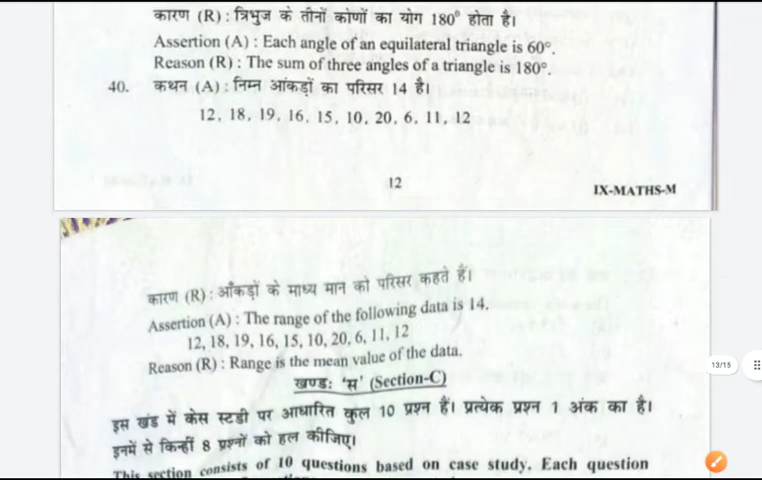 कारण (R) : त्रिभुज के तीनों कोणों का योग 180° होता है।
Assertion (A) : Each angle of an equilateral triangle is 60°.
Reason (R) : The sum of three angles of a triangle is 180°.
40. कथन (A) : निम्न आंकड़ों का परिसर 14 है।
12, 18, 19, 16, 15, 10, 20, 6, 11, 12
12
IX-MATHS-M
कारण (R) : आँकड़ों के माध्य मान को परिसर कहते हैं।
Assertion (A) : The range of the following data is 14.
12, 18, 19, 16, 15, 10, 20, 6, 11, 12
Reason (R) : Range is the mean value of the data.
13/15
खण्ड: 'स' (Section-C)
इस खंड में केस स्टडी पर आधारित कुल 10 प्रश्न हैं। प्रत्येक प्रश्न 1 अंक का है।
इनमें से किन्हीं 8 प्रश्नों को हल कीजिए।
This section consists of 10 questions based on case study. Each question